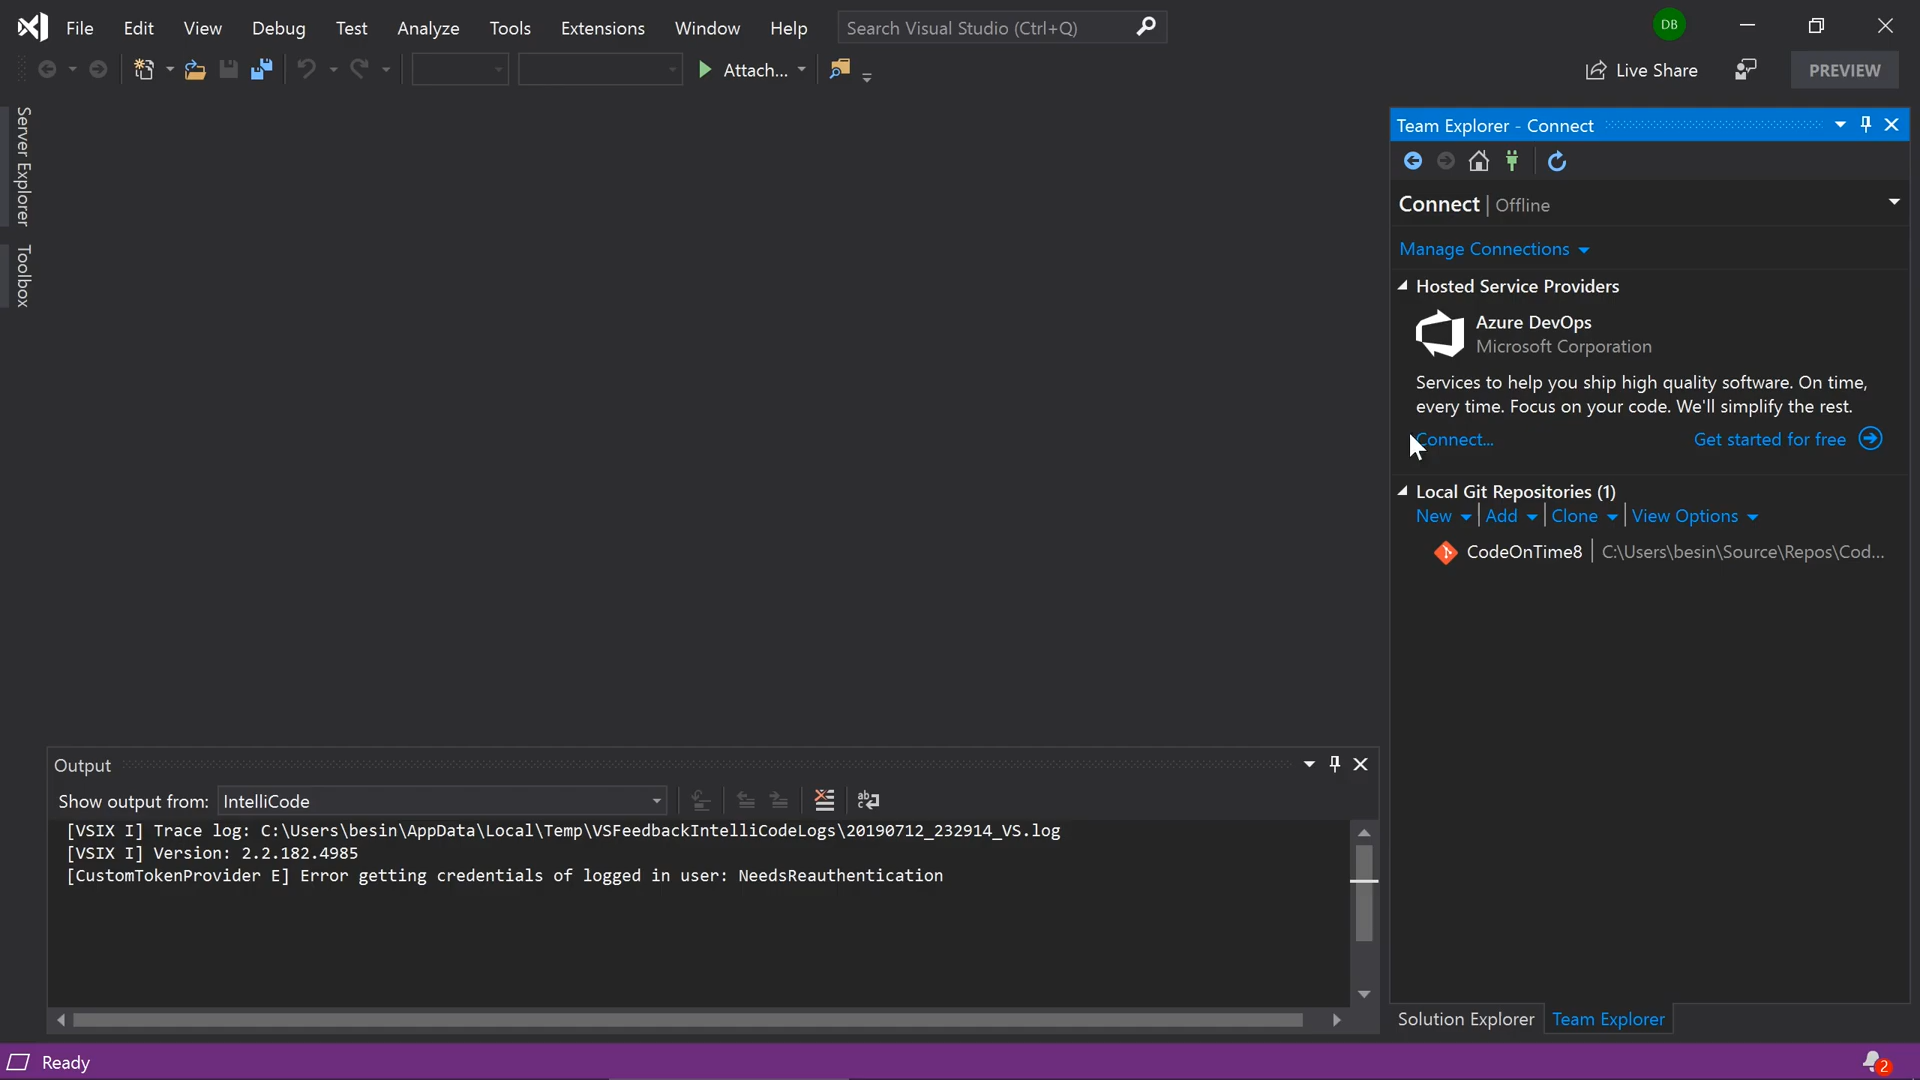 File Edit View Debug Test Analyze Tools Extensions Window Help Search Visual Studio (Ctrl+Q) DB
Attach... Live Share PREVIEW
Server Explorer
Toolbox
Team Explorer - Connect
Connect | Offline
Manage Connections
Hosted Service Providers
Azure DevOps
Microsoft Corporation
Services to help you ship high quality software. On time,
every time. Focus on your code. We'll simplify the rest.
Connect... Get started for free
Local Git Repositories (1)
New | Add | Clone | View Options
CodeOnTime8 | C:\Users\besin\Source\Repos\Cod...
Output
Show output from: IntelliCode
[VSIX I] Trace log: C:\Users\besin\AppData\Local\Temp\VSFeedbackIntelliCodeLogs\20190712_232914_VS.log
[VSIX I] Version: 2.2.182.4985
[CustomTokenProvider E] Error getting credentials of logged in user: NeedsReauthentication
Solution Explorer Team Explorer
Ready 2